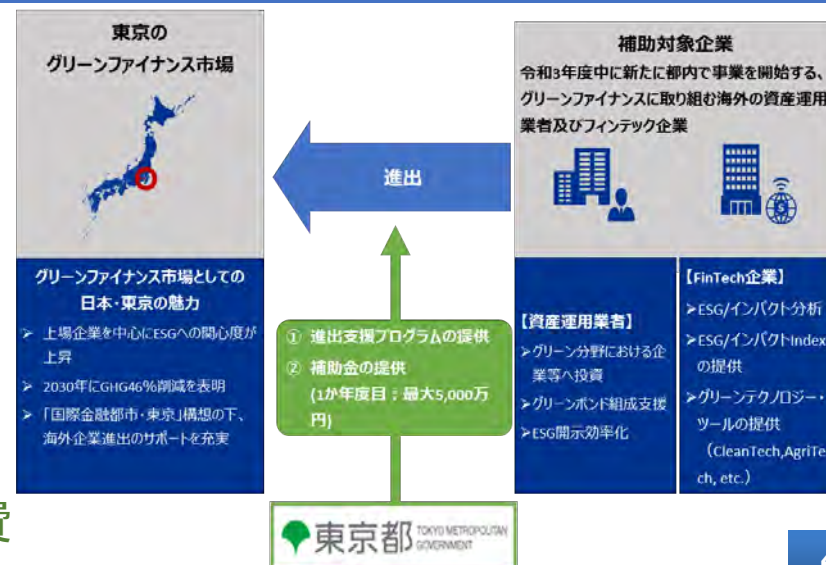 東京の
グリーンファイナンス市場
グリーンファイナンス市場としての
日本・東京の魅力
➢ 上場企業を中心にESGへの関心度が
上昇
➢ 2030年にGHG46%削減を表明
➢ 「国際金融都市・東京」構想の下、
海外企業進出のサポートを充実
進出
① 進出支援プログラムの提供
② 補助金の提供
(1か年度目：最大5,000万
円)
東京都 TOKYO METROPOLITAN
GOVERNMENT
補助対象企業
令和3年度中に新たに都内で事業を開始する、
グリーンファイナンスに取り組む海外の資産運用
業者及びフィンテック企業
【資産運用業者】
➢グリーン分野における企
業等へ投資
➢グリーンボンド組成支援
➢ESG開示効率化
【FinTech企業】
➢ESG/インパクト分析
➢ESG/インパクトIndex
の提供
➢グリーンテクノロジー・
ツールの提供
（CleanTech,AgriTe
ch, etc.）
費